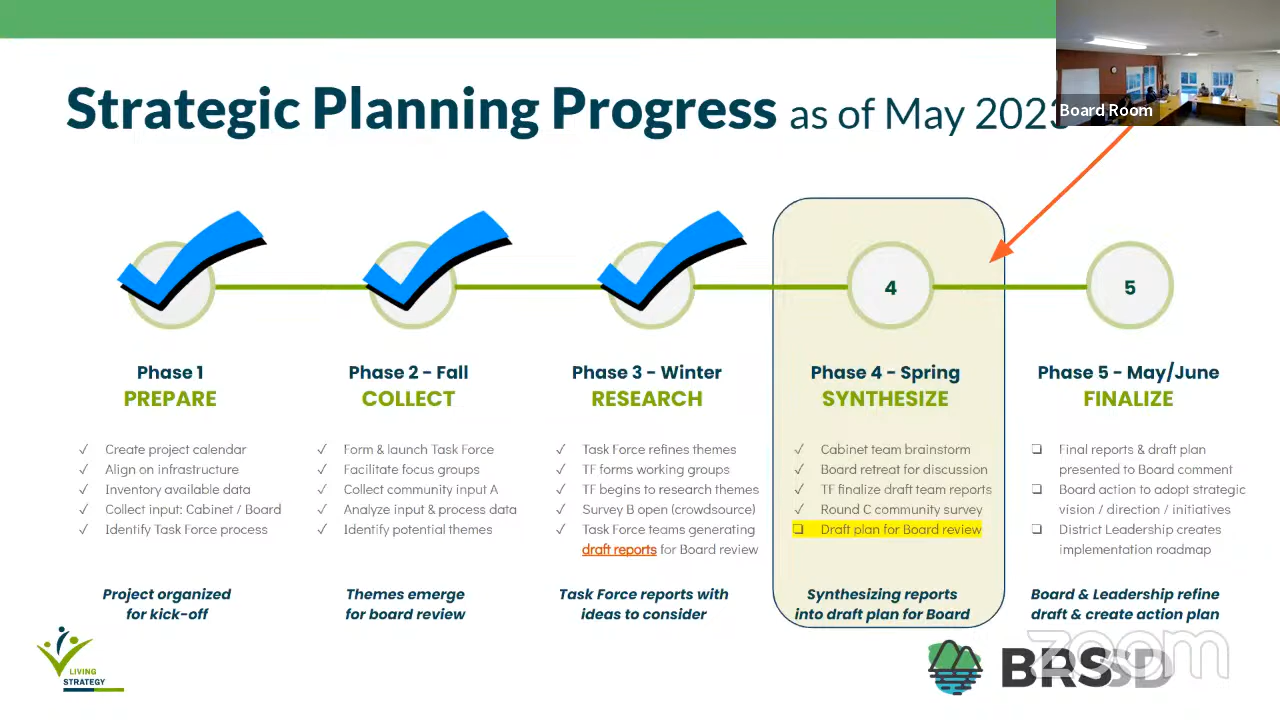 Strategic Planning Progress as of May 2023
Board Room
4
5
Phase 1
PREPARE
✓ Create project calendar
✓ Align on infrastructure
✓ Inventory available data
✓ Collect input: Cabinet / Board
✓ Identify Task Force process
Project organized
for kick-off
Phase 2 - Fall
COLLECT
✓ Form & launch Task Force
✓ Facilitate focus groups
✓ Collect community input A
✓ Analyze input & process data
✓ Identify potential themes
Themes emerge
for board review
Phase 3 - Winter
RESEARCH
✓ Task Force refines themes
✓ TF forms working groups
✓ TF begins to research themes
✓ Survey B open (crowdsource)
✓ Task Force teams generating
draft reports for Board review
Task Force reports with
ideas to consider
Phase 4 - Spring
SYNTHESIZE
✓ Cabinet team brainstorm
✓ Board retreat for discussion
✓ TF finalize draft team reports
✓ Round C community survey
❏ Draft plan for Board review
Synthesizing reports
into draft plan for Board
Phase 5 - May/June
FINALIZE
❏ Final reports & draft plan
presented to Board comment
❏ Board action to adopt strategic
vision / direction / initiatives
❏ District Leadership creates
implementation roadmap
Board & Leadership refine
draft & create action plan
LIVING
STRATEGY
BRSSD
zoom